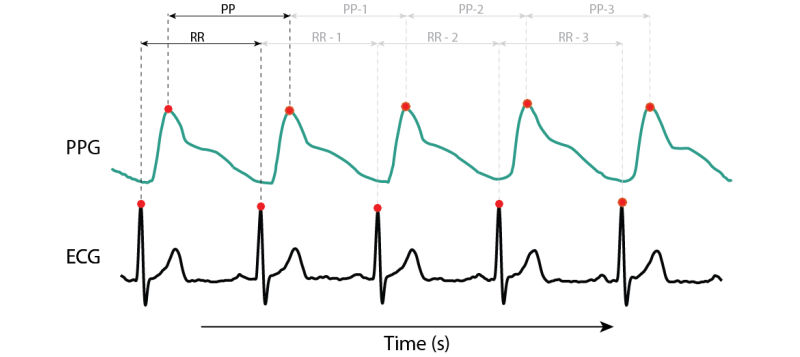 PP PP-1 PP-2 PP-3
RR RR - 1 RR - 2 RR - 3
PPG
ECG
Time (s)